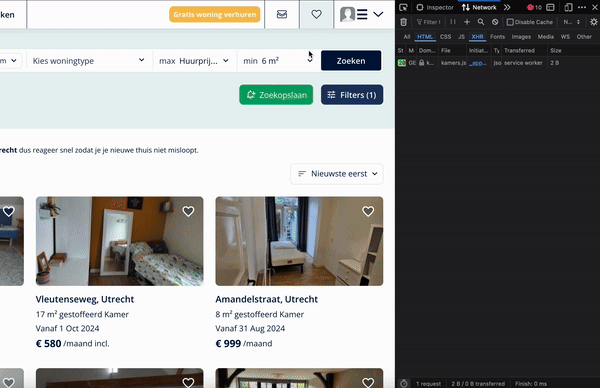 ken
Gratis woning verhuren
m
Kies woningtype
max Huurprij...
min 6 m²
Zoeken
Zoekopslaan
Filters (1)
recht dus reageer snel zodat je je nieuwe thuis niet misloopt.
Nieuwste eerst
Vleutenseweg, Utrecht
17 m² gestoffeerd Kamer
Vanaf 1 Oct 2024
€ 580 /maand incl.
Amandelstraat, Utrecht
8 m² gestoffeerd Kamer
Vanaf 31 Aug 2024
€ 999 /maand
Inspector
Network
10
Filter
Disable Cache
N...
All HTML CSS JS XHR Fonts Images Media WS Other
St M Dom... File Initiat... Ty Transferred Size
20 GE k... kamers.js _app... jso service worker 2 B
1 request 2 B / 0 B transferred Finish: 0 ms